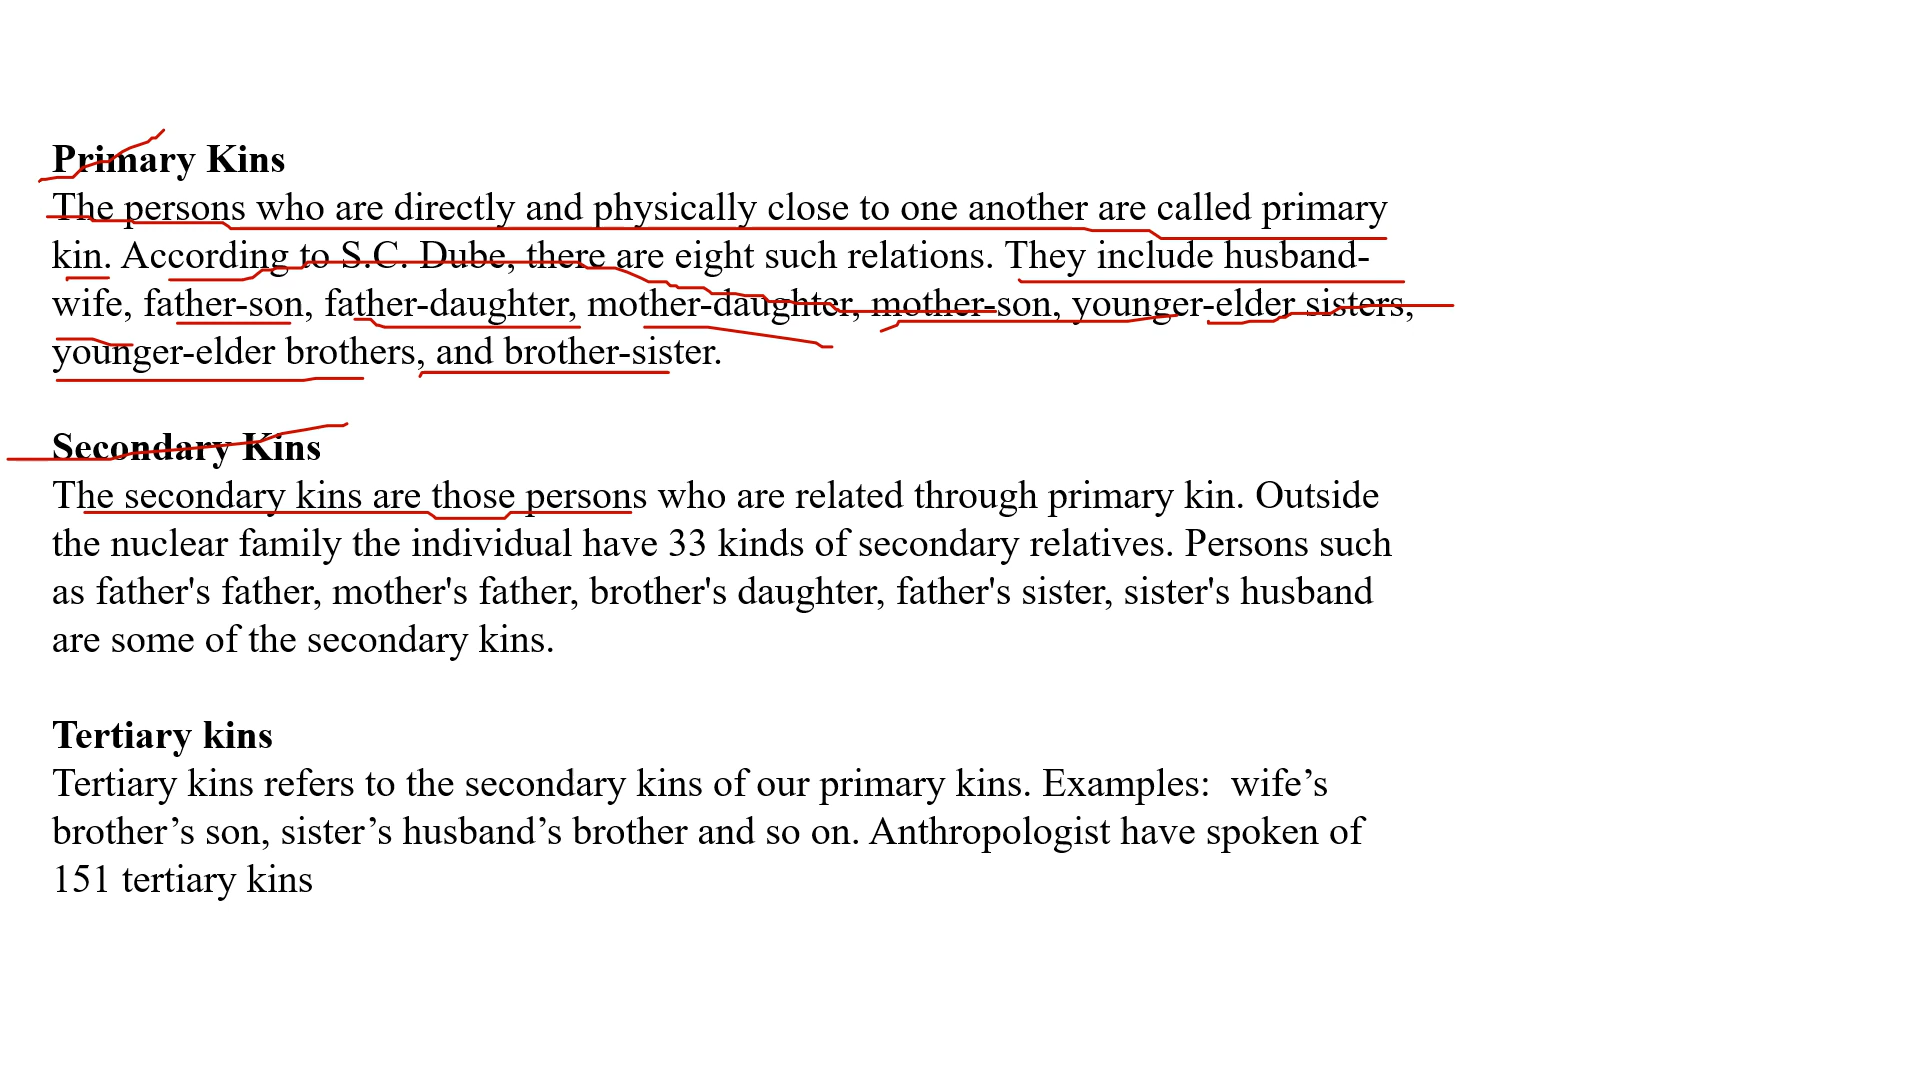 Primary Kins
The persons who are directly and physically close to one another are called primary
kin. According to S.C. Dube, there are eight such relations. They include husband-
wife, father-son, father-daughter, mother-daughter, mother-son, younger-elder sisters,
younger-elder brothers, and brother-sister.
Secondary Kins
The secondary kins are those persons who are related through primary kin. Outside
the nuclear family the individual have 33 kinds of secondary relatives. Persons such
as father's father, mother's father, brother's daughter, father's sister, sister's husband
are some of the secondary kins.
Tertiary kins
Tertiary kins refers to the secondary kins of our primary kins. Examples:  wife’s
brother’s son, sister’s husband’s brother and so on. Anthropologist have spoken of
151 tertiary kins